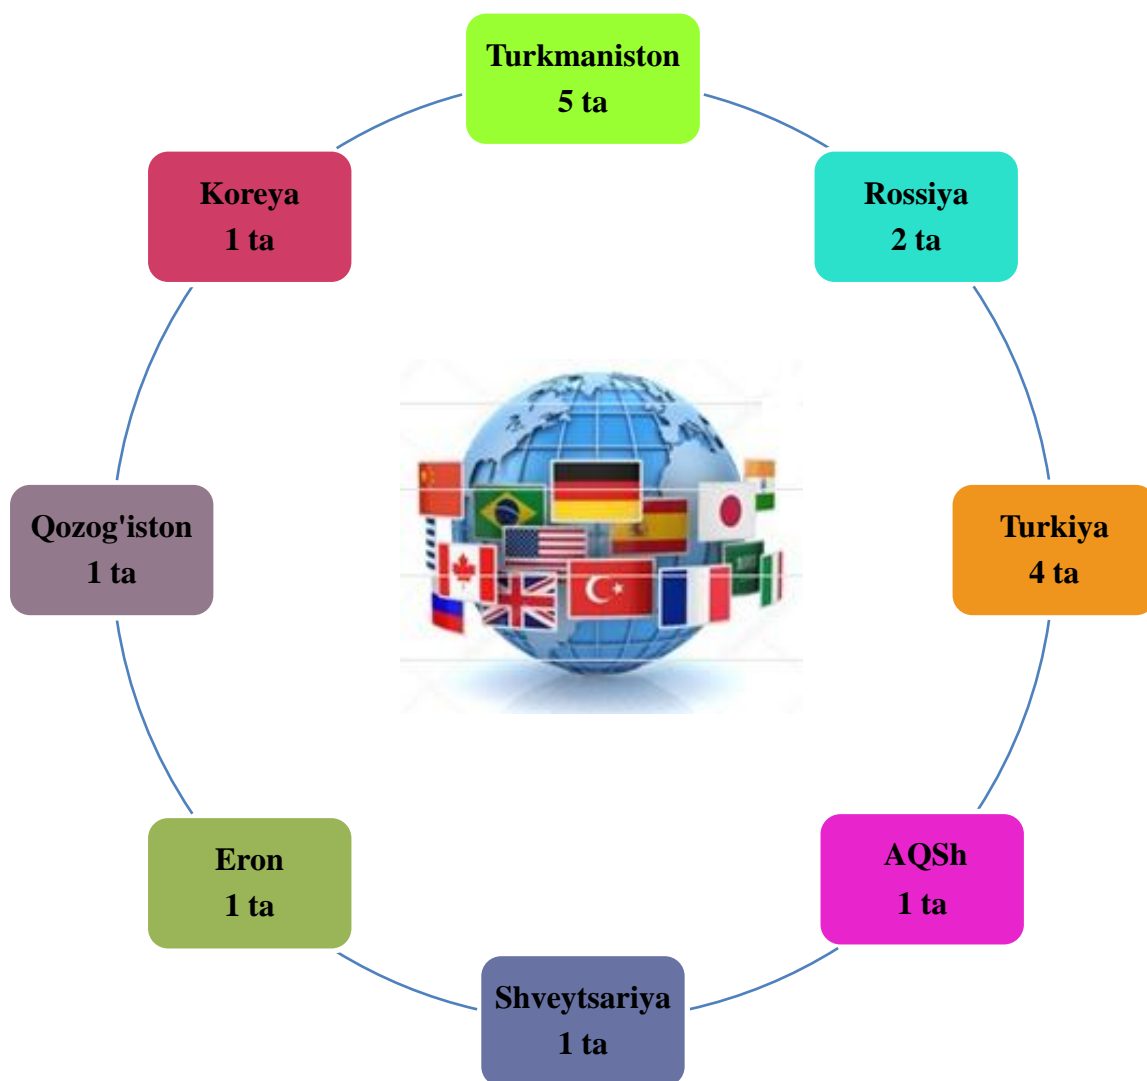 Turkmaniston
5 ta
Rossiya
2 ta
Turkiya
4 ta
AQSh
1 ta
Shveytsariya
1 ta
Eron
1 ta
Qozog'iston
1 ta
Koreya
1 ta